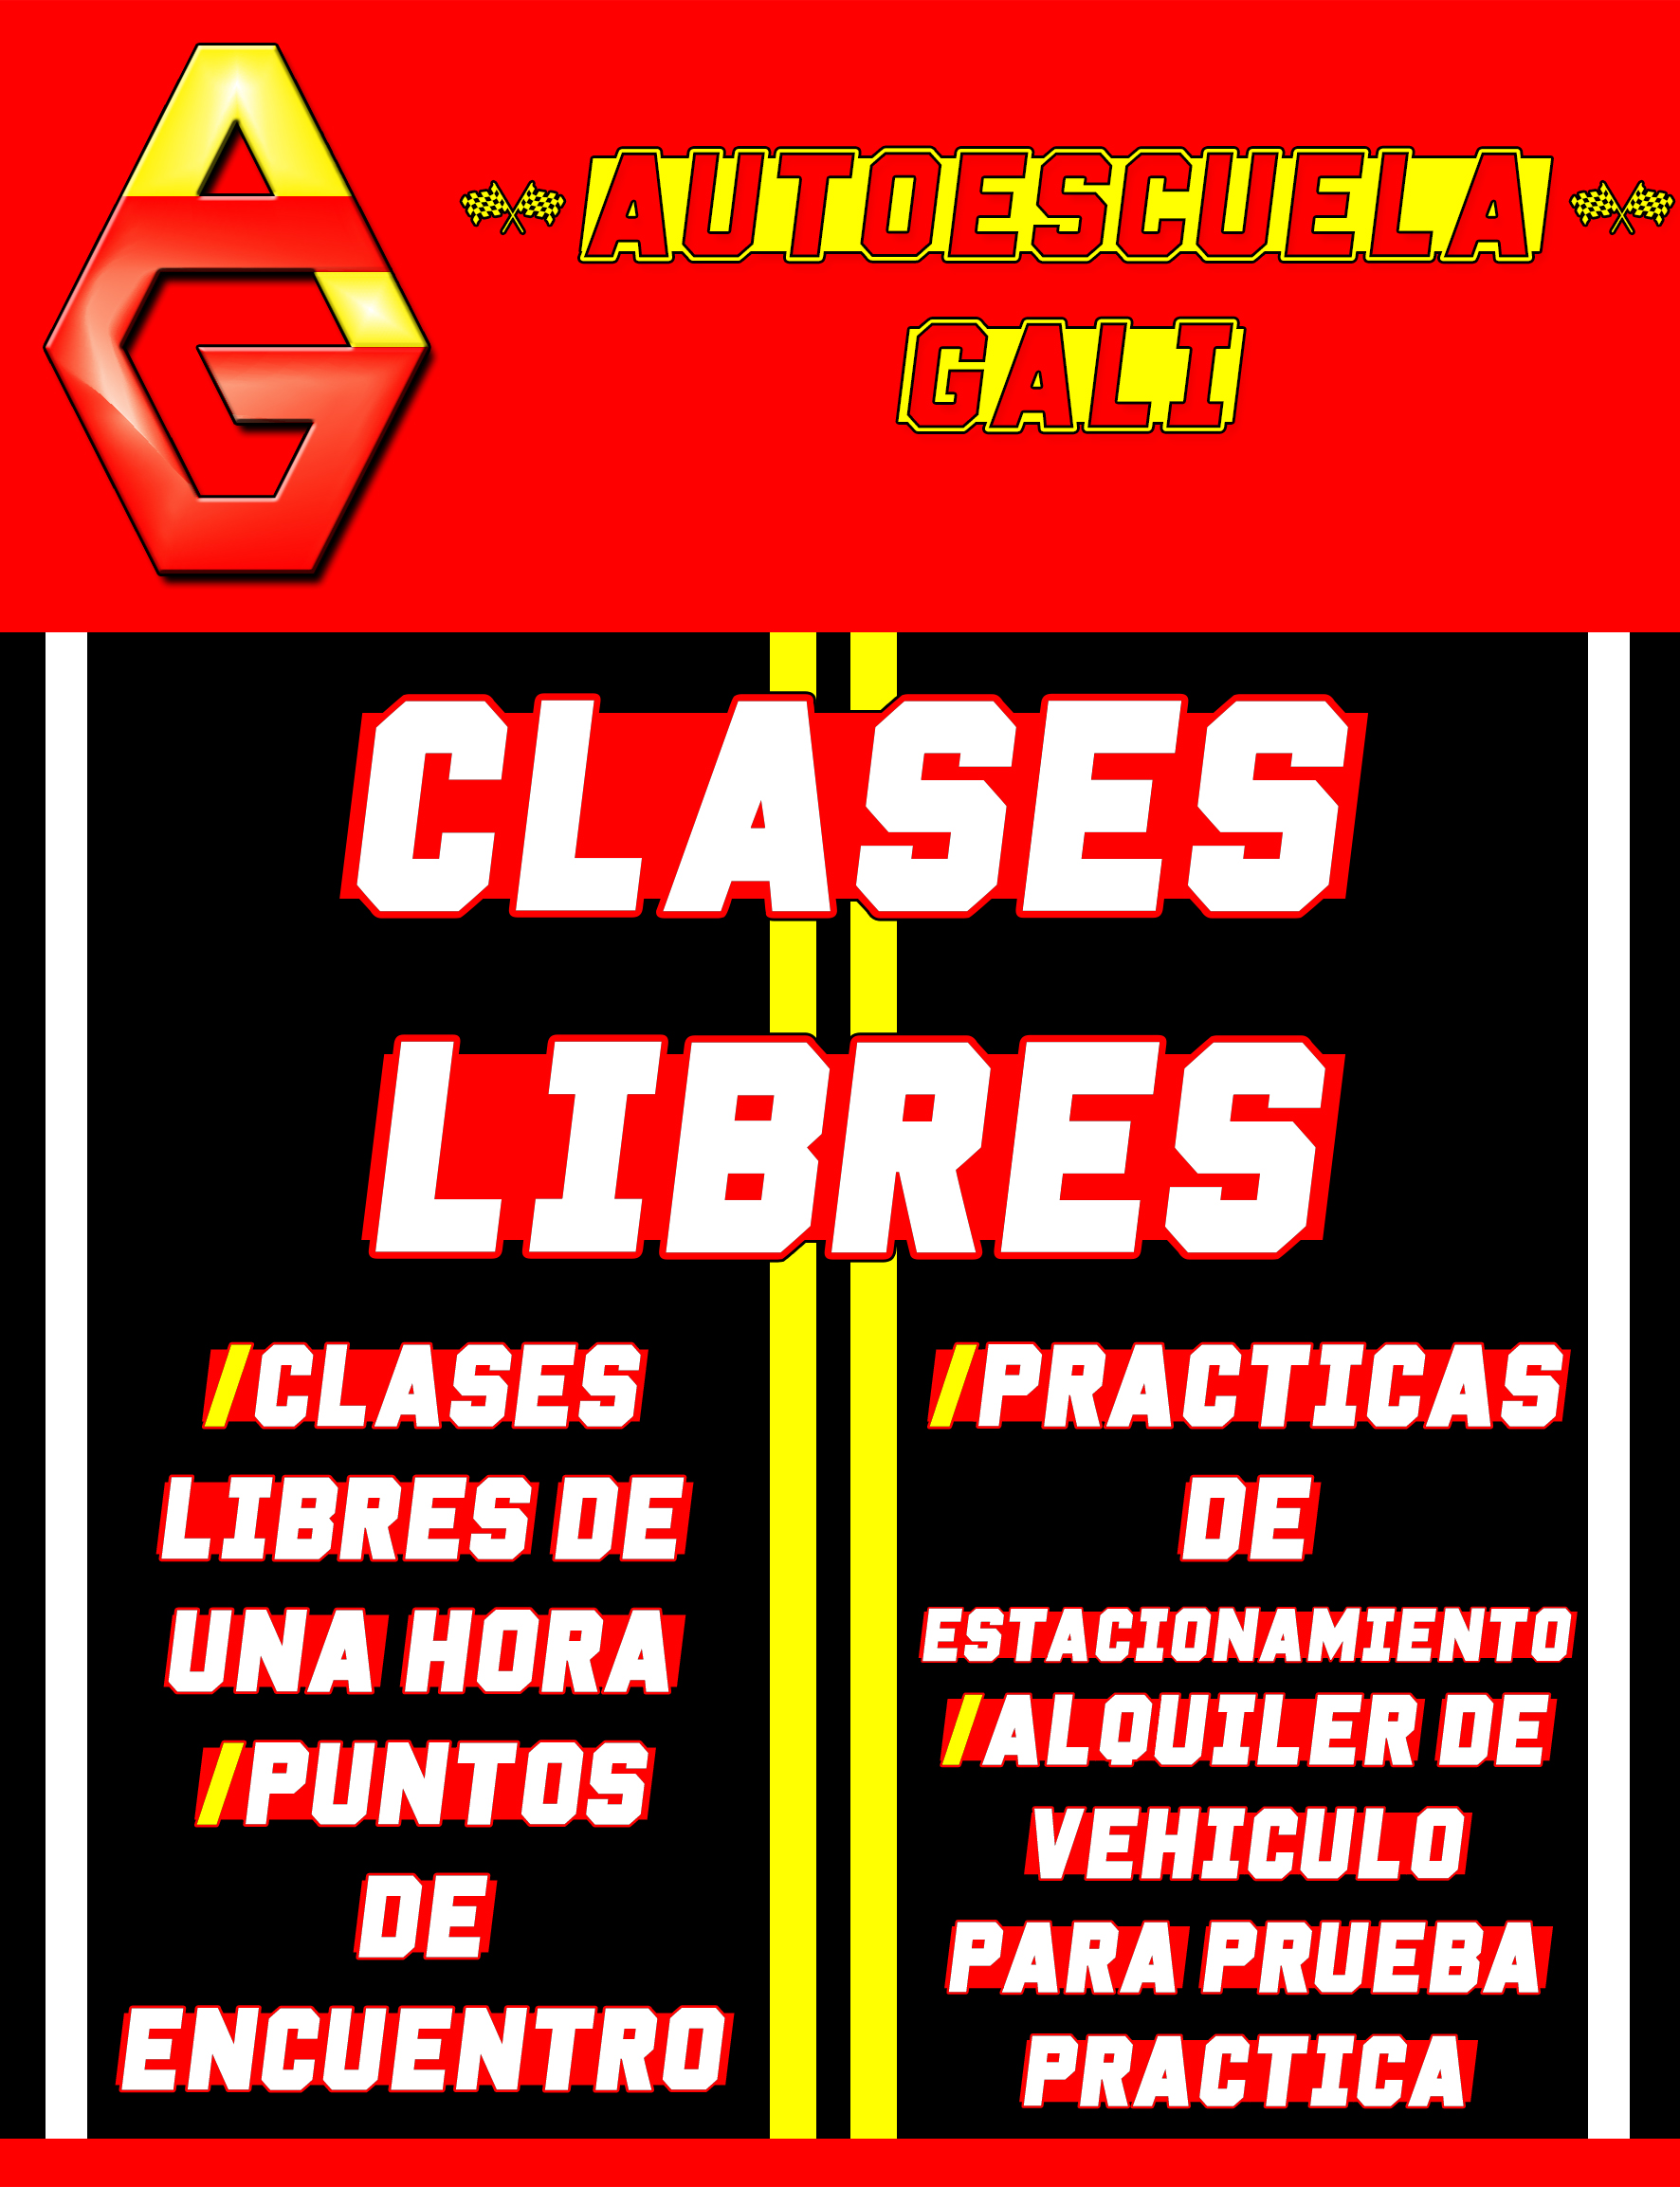 AG
AUTOESCUELA
GALI
CLASES
LIBRES
/CLASES
LIBRES DE
UNA HORA
/PUNTOS
DE
ENCUENTRO
/PRACTICAS
DE
ESTACIONAMIENTO
/ALQUILER DE
VEHICULO
PARA PRUEBA
PRACTICA